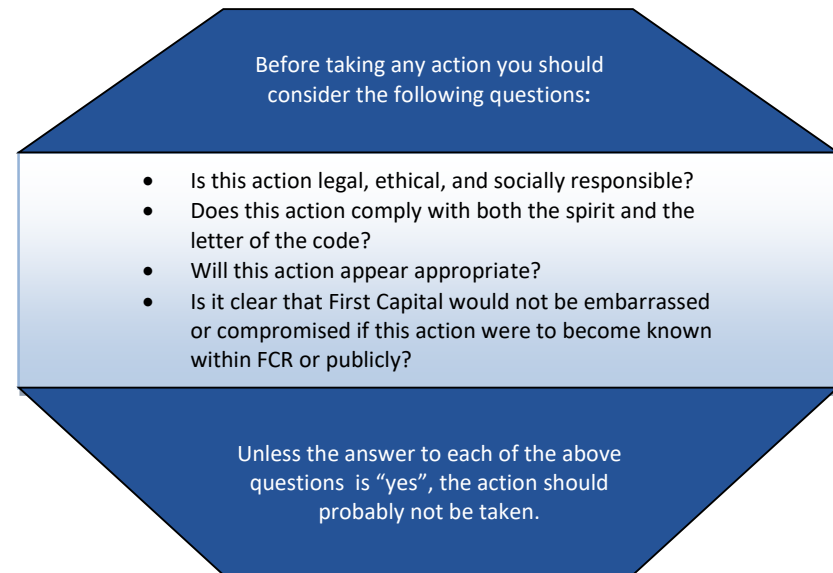 Before taking any action you should
consider the following questions:
• Is this action legal, ethical, and socially responsible?
• Does this action comply with both the spirit and the
letter of the code?
• Will this action appear appropriate?
• Is it clear that First Capital would not be embarrassed
or compromised if this action were to become known
within FCR or publicly?
Unless the answer to each of the above
questions  is “yes”, the action should
probably not be taken.